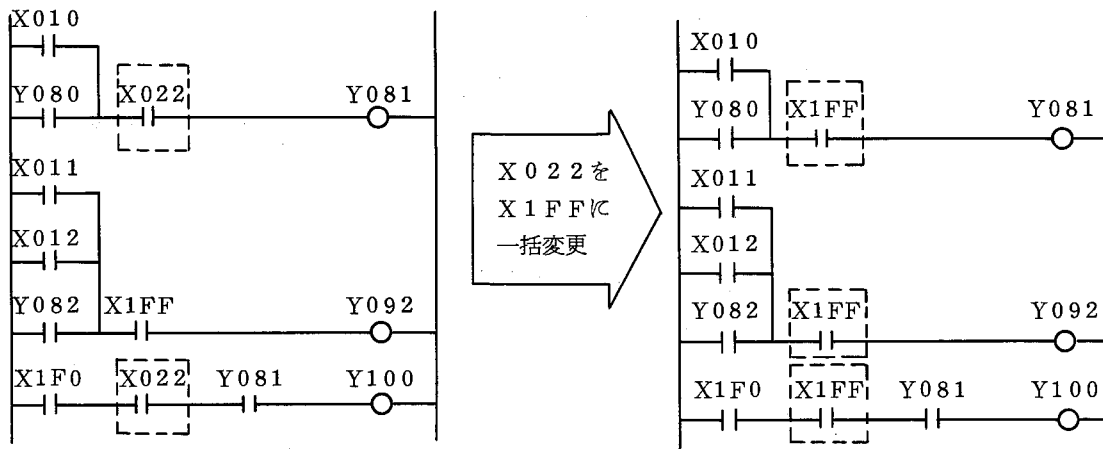 X010
Y080 X022 Y081
X011
X012
Y082 X1FF Y092
X1F0 X022 Y081 Y100
X022を
X1FFに
一括変更
X010
Y080 X1FF Y081
X011
X012
Y082 X1FF Y092
X1F0 X1FF Y081 Y100